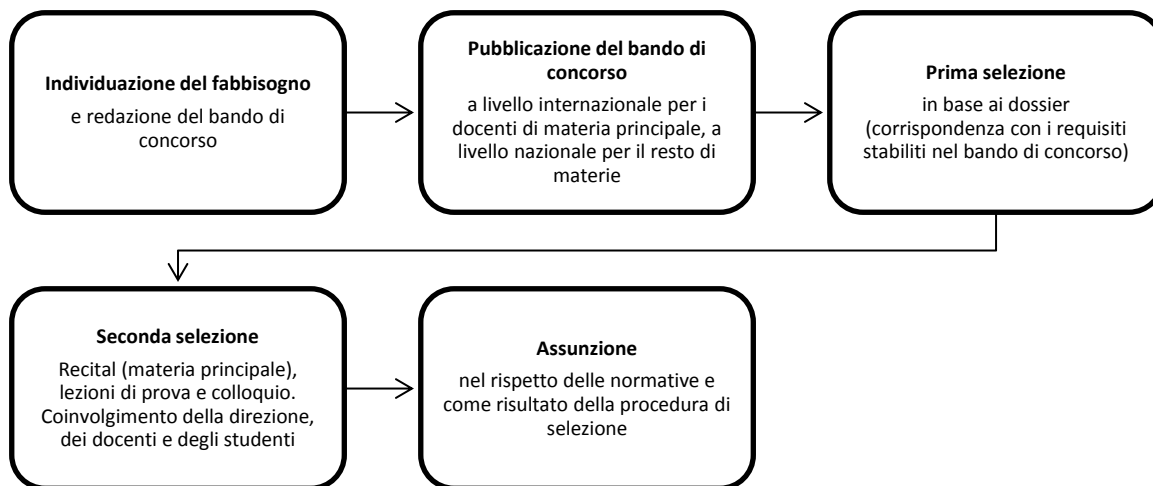 Individuazione del fabbisogno
e redazione del bando di
concorso
Pubblicazione del bando di
concorso
a livello internazionale per i
docenti di materia principale, a
livello nazionale per il resto di
materie
Prima selezione
in base ai dossier
(corrispondenza con i requisiti
stabiliti nel bando di concorso)
Seconda selezione
Recital (materia principale),
lezioni di prova e colloquio.
Coinvolgimento della direzione,
dei docenti e degli studenti
Assunzione
nel rispetto delle normative e
come risultato della procedura di
selezione